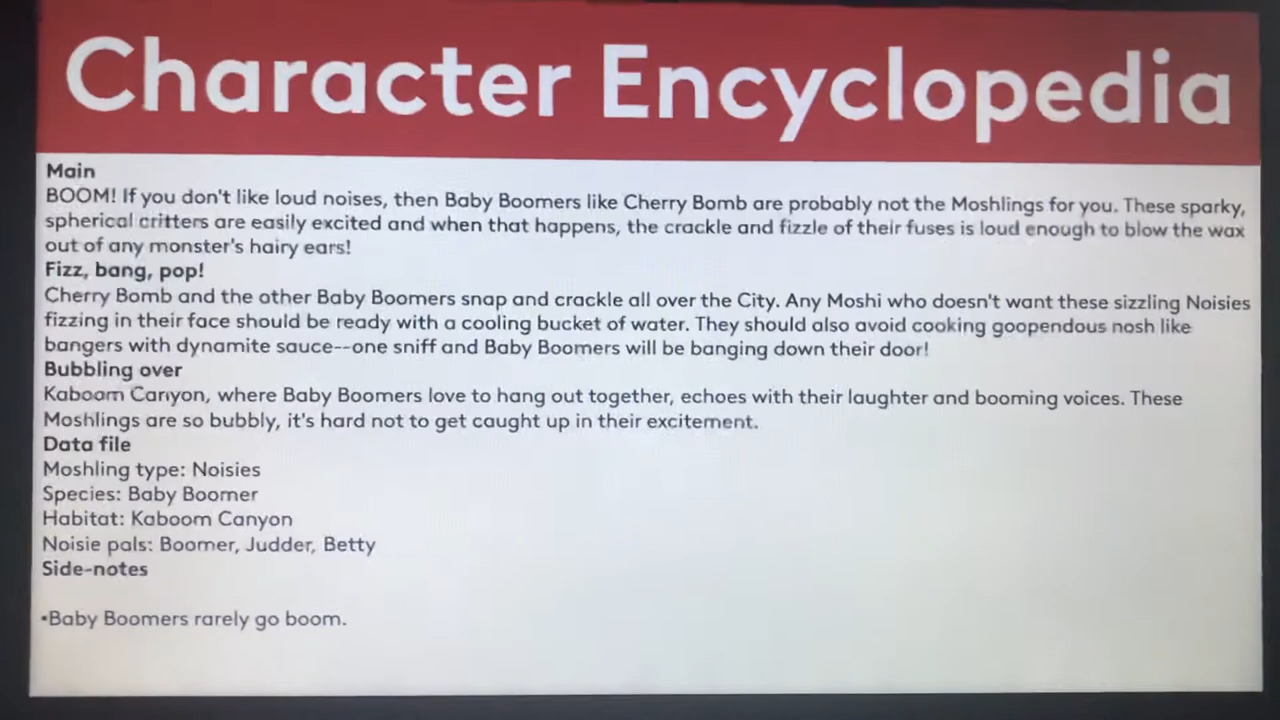 Character Encyclopedia
Main
BOOM! If you don't like loud noises, then Baby Boomers like Cherry Bomb are probably not the Moshlings for you. These sparky,
spherical critters are easily excited and when that happens, the crackle and fizzle of their fuses is loud enough to blow the wax
out of any monster's hairy ears!
Fizz, bang, pop!
Cherry Bomb and the other Baby Boomers snap and crackle all over the City. Any Moshi who doesn't want these sizzling Noisies
fizzing in their face should be ready with a cooling bucket of water. They should also avoid cooking goopendous nosh like
bangers with dynamite sauce--one sniff and Baby Boomers will be banging down their door!
Bubbling over
Kaboom Canyon, where Baby Boomers love to hang out together, echoes with their laughter and booming voices. These
Moshlings are so bubbly, it's hard not to get caught up in their excitement.
Data file
Moshling type: Noisies
Species: Baby Boomer
Habitat: Kaboom Canyon
Noisie pals: Boomer, Judder, Betty
Side-notes
•Baby Boomers rarely go boom.